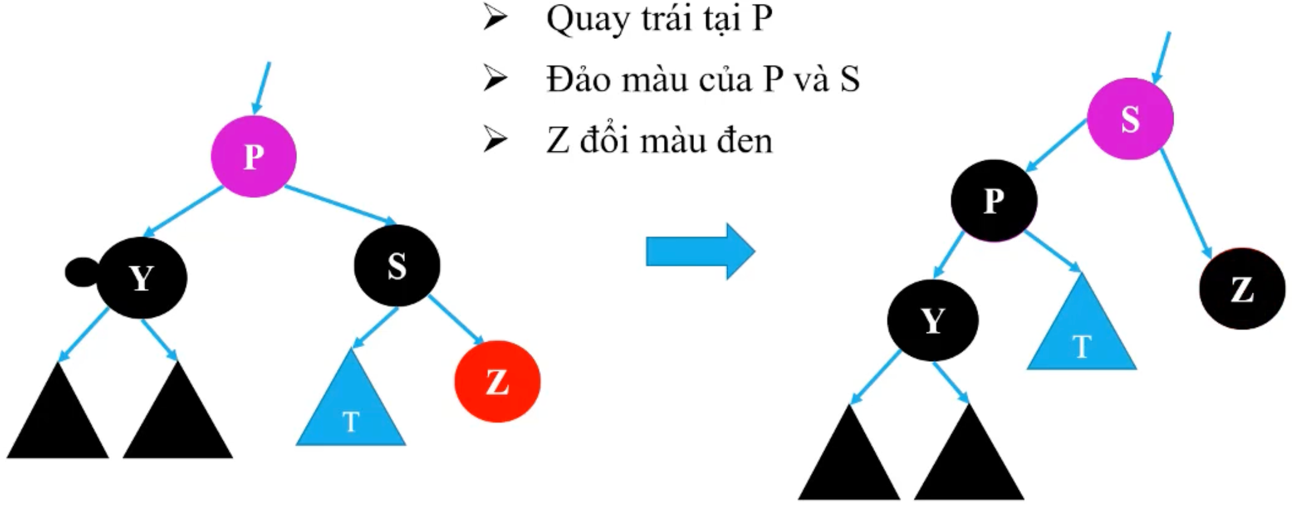 ➢ Quay trái tại P
➢ Đảo màu của P và S
➢ Z đổi màu đen
P
Y
S
T
Z
S
P
Z
Y
T